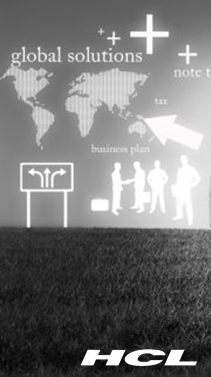 global solutions
note t
tax
business plan
HCL